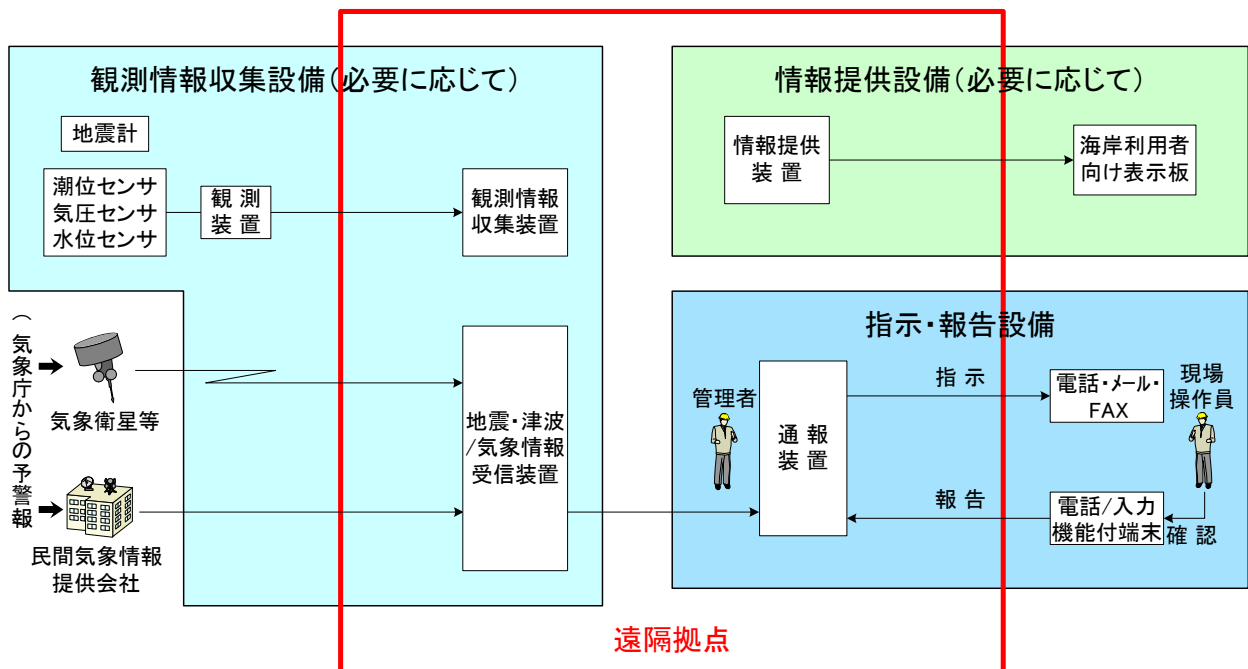 観測情報収集設備(必要に応じて)
地震計
潮位センサ
気圧センサ
水位センサ
観 測
装 置
観測情報
収集装置
(気象庁からの予警報
気象衛星等
民間気象情報
提供会社
地震・津波
/気象情報
受信装置
情報提供設備(必要に応じて)
情報提供
装 置
海岸利用者
向け表示板
指示・報告設備
管理者
通 報
装 置
指 示
電話・メール・
FAX
現場
操作員
報 告
電話/入力
機能付端末
確 認
遠隔拠点